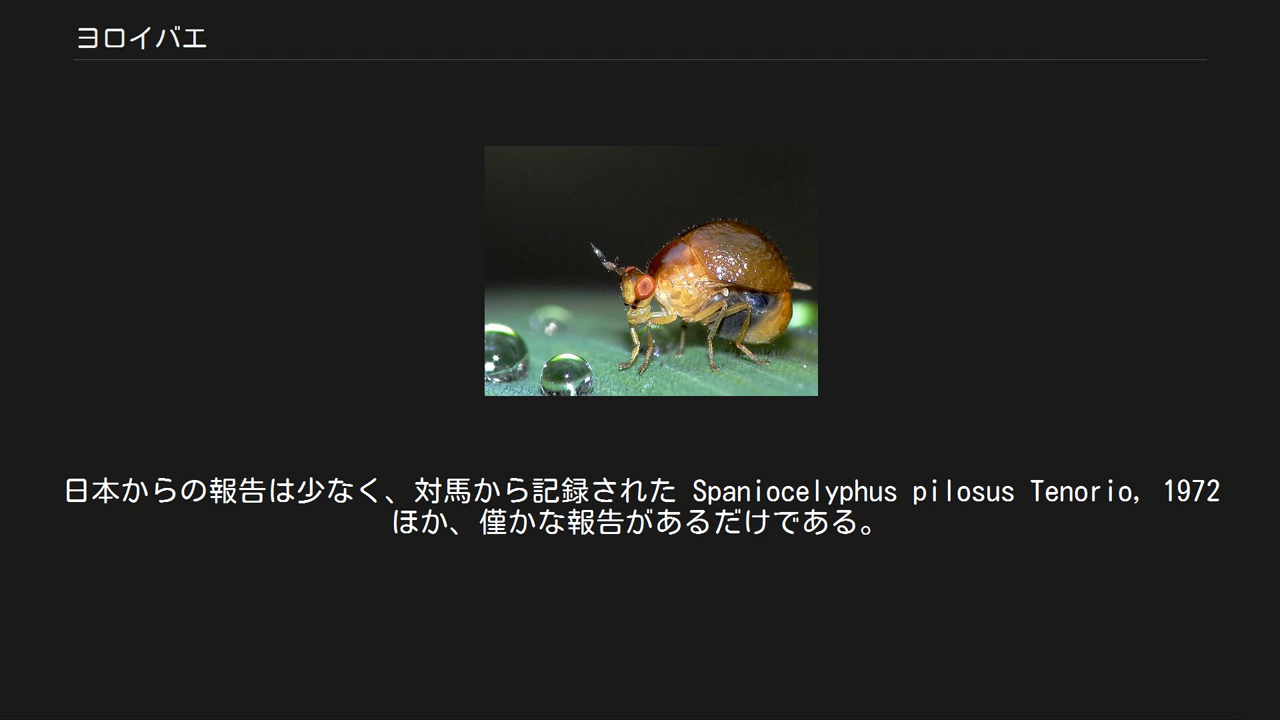 ヨロイバエ
日本からの報告は少なく、対馬から記録された Spaniocelyphus pilosus Tenorio, 1972
ほか、僅かな報告があるだけである。